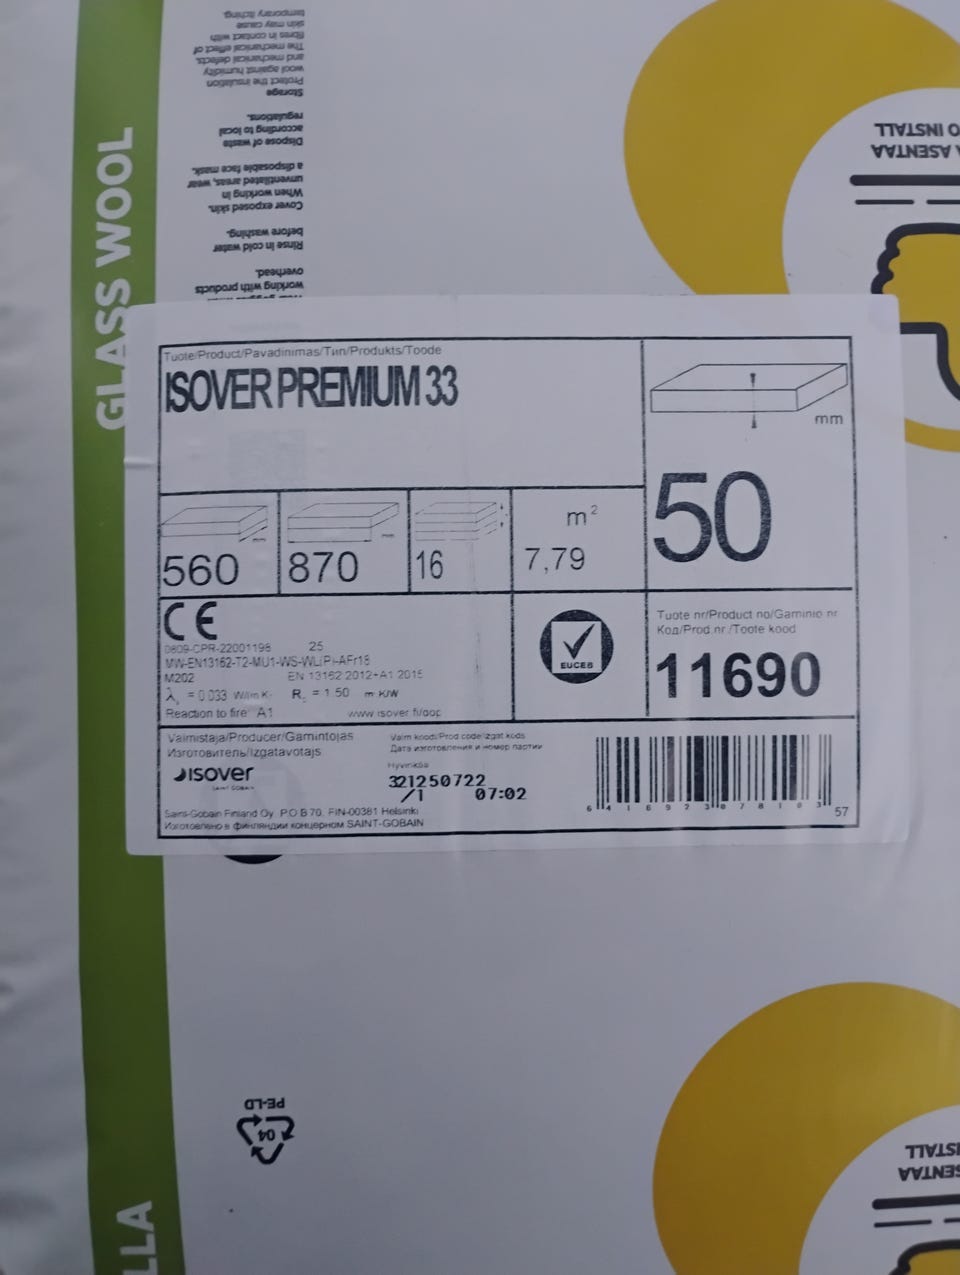 temporary itching.
skin may cause
fibres in contact with
The mechanical effect of
and mechanical defects.
wool against humidity
Protect the insulation
Storage
regulations.
according to local
Dispose of waste
a disposable face mask.
unventilated areas, wear
When working in
Cover exposed skin.
before washing.
Rinse in cold water
overhead.
working with products
GLASS WOOL
INSTALL
ASENTAA
Tuote/Product/Pavadinimas/Тип/Produkts/Toode
ISOVER PREMIUM 33
mm
50
560
870
16
m²
7,79
CE
0809-CPR-22001198 25
MW-EN13162-T2-MU1-WS-WL(P)-AFr18
M202 EN 13162 2012+A1 2015
= 0.033 W/m K R = 1.50
Reaction to fire A1 www isover fi/dop
EUCEB
Tuote nr/Product no/Gaminio nr
Код/Prod.nr./Toote kood
11690
Valmistaja/Producer/Gamintojas
Изготовитель/Izgatavotajs
isover
SAINT-GOBAIN
Valm koodi/Prod code/Izgat kods
Дата изготовления и номер партии
Hyvinkää
321250722
/1 07:02
6 416923 078103
57
Saint-Gobain Finland Oy P.O B 70, FIN-00381 Helsinki
Изготовлено в финляндии концерном SAINT-GOBAIN
PE-LD
04
INSTALL
ASENTAA
LLA